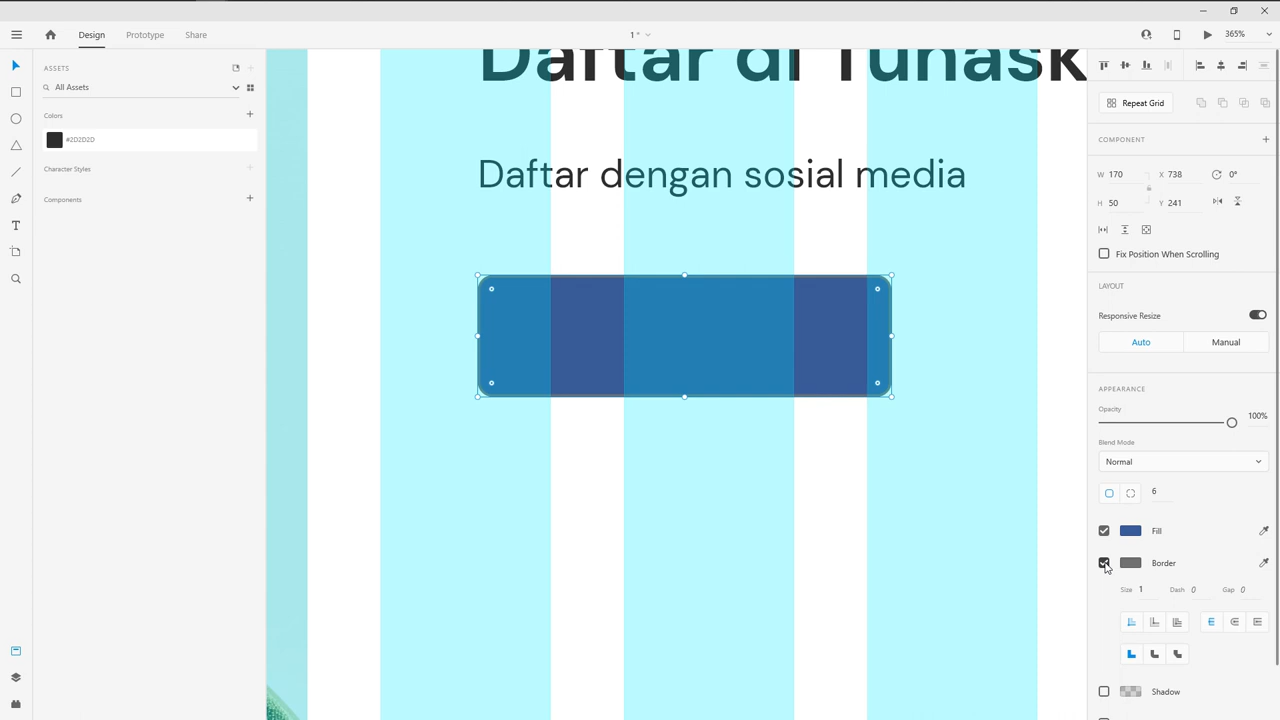 Design
Prototype
Share
1 *
365%
ASSETS
All Assets
Colors
#2D2D2D
Character Styles
Components
Daftar di Tunask
Daftar dengan sosial media
Repeat Grid
COMPONENT
W 170
X 738
0°
H 50
Y 241
Fix Position When Scrolling
LAYOUT
Responsive Resize
Auto
Manual
APPEARANCE
Opacity
100%
Blend Mode
Normal
6
Fill
Border
Size 1
Dash 0
Gap 0
Shadow